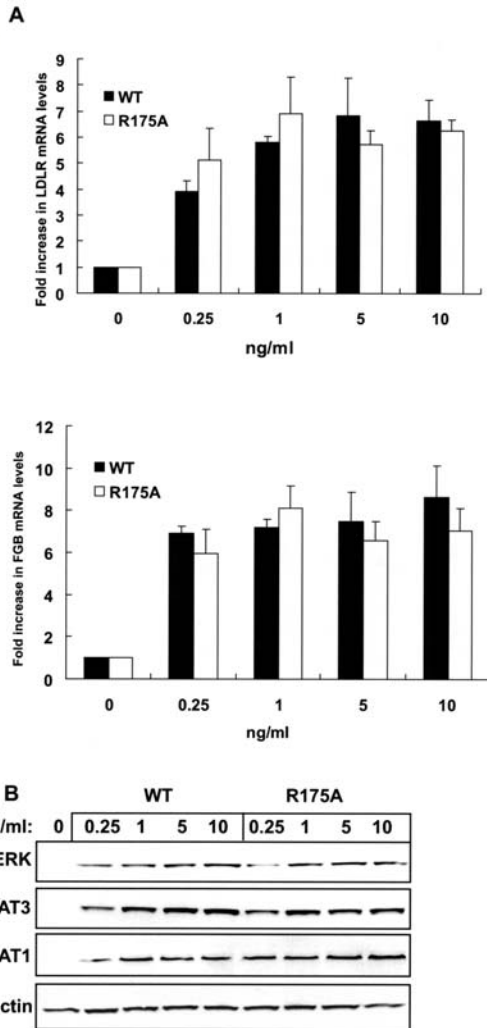 A
Fold increase in LDLR mRNA levels
9
8
7
6
5
4
3
2
1
0
WT
R175A
0 0.25 1 5 10
ng/ml
Fold increase in FGB mRNA levels
12
10
8
6
4
2
0
WT
R175A
0 0.25 1 5 10
ng/ml
B WT R175A
/ml: 0 0.25 1 5 10 0.25 1 5 10
ERK
AT3
AT1
ctin